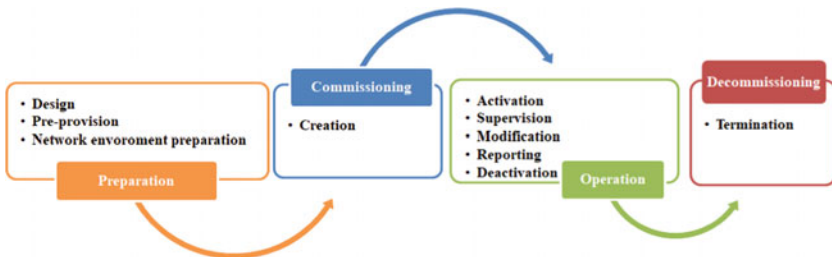 Design
Pre-provision
Network envoroment preparation
Preparation
Commissioning
Creation
Activation
Supervision
Modification
Reporting
Deactivation
Operation
Decommissioning
Termination